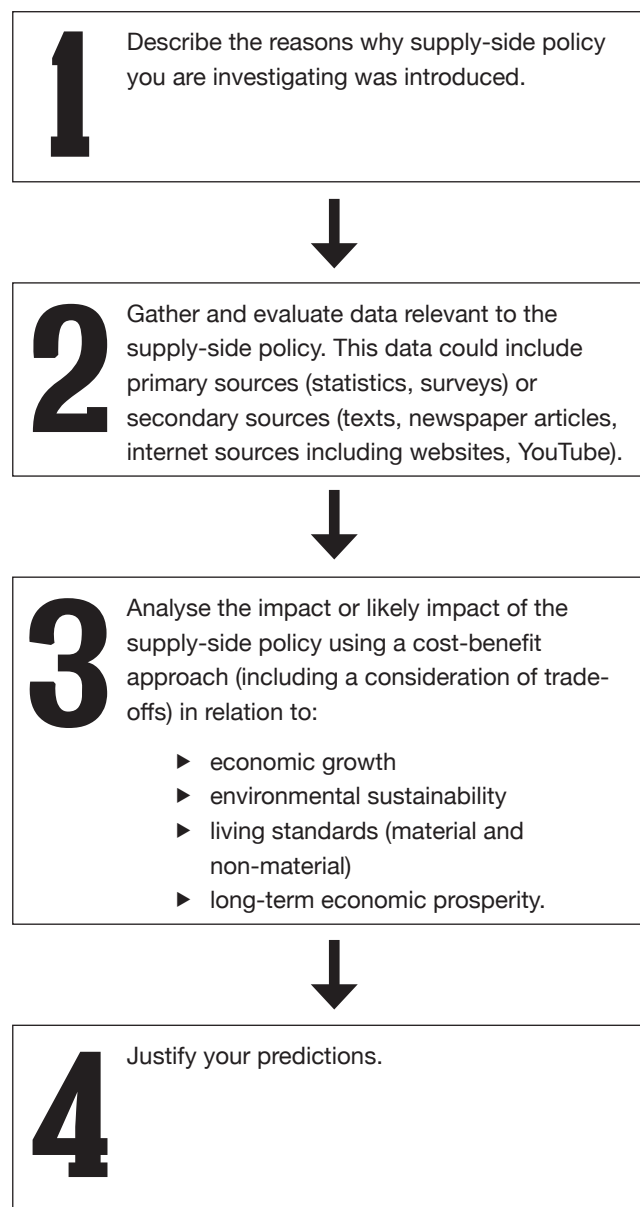 1
Describe the reasons why supply-side policy
you are investigating was introduced.
2
Gather and evaluate data relevant to the
supply-side policy. This data could include
primary sources (statistics, surveys) or
secondary sources (texts, newspaper articles,
internet sources including websites, YouTube).
3
Analyse the impact or likely impact of the
supply-side policy using a cost-benefit
approach (including a consideration of trade-
offs) in relation to:
▶ economic growth
▶ environmental sustainability
▶ living standards (material and
non-material)
▶ long-term economic prosperity.
4
Justify your predictions.